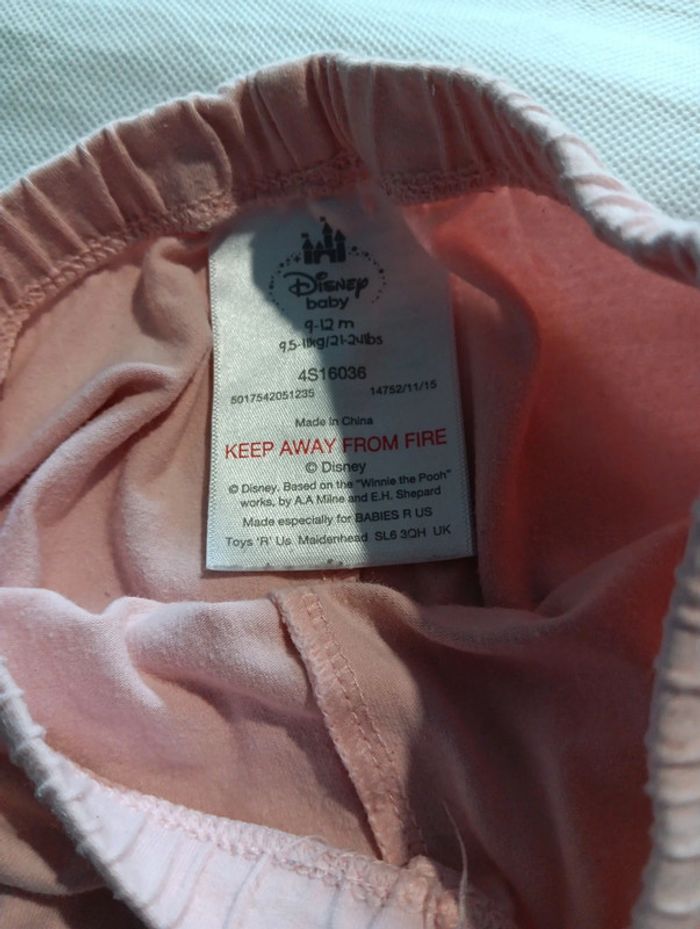 Disney
baby
9-12 m
9.5-11kg/21-24lbs
4S16036
5017542051235 14752/11/15
Made in China
KEEP AWAY FROM FIRE
© Disney
© Disney. Based on the "Winnie the Pooh"
works, by A.A Milne and E.H. Shepard
Made especially for BABIES R US
Toys 'R' Us Maidenhead SL6 3QH UK